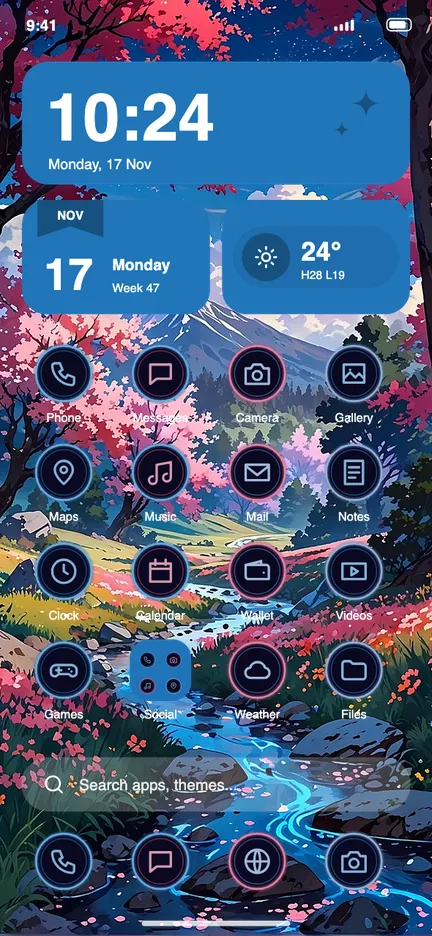 9:41
10:24
Monday, 17 Nov
NOV
17
Monday
Week 47
24°
H28 L19
Phone
Messages
Camera
Gallery
Maps
Music
Mail
Notes
Clock
Calendar
Wallet
Videos
Games
Social
Weather
Files
Search apps, themes...